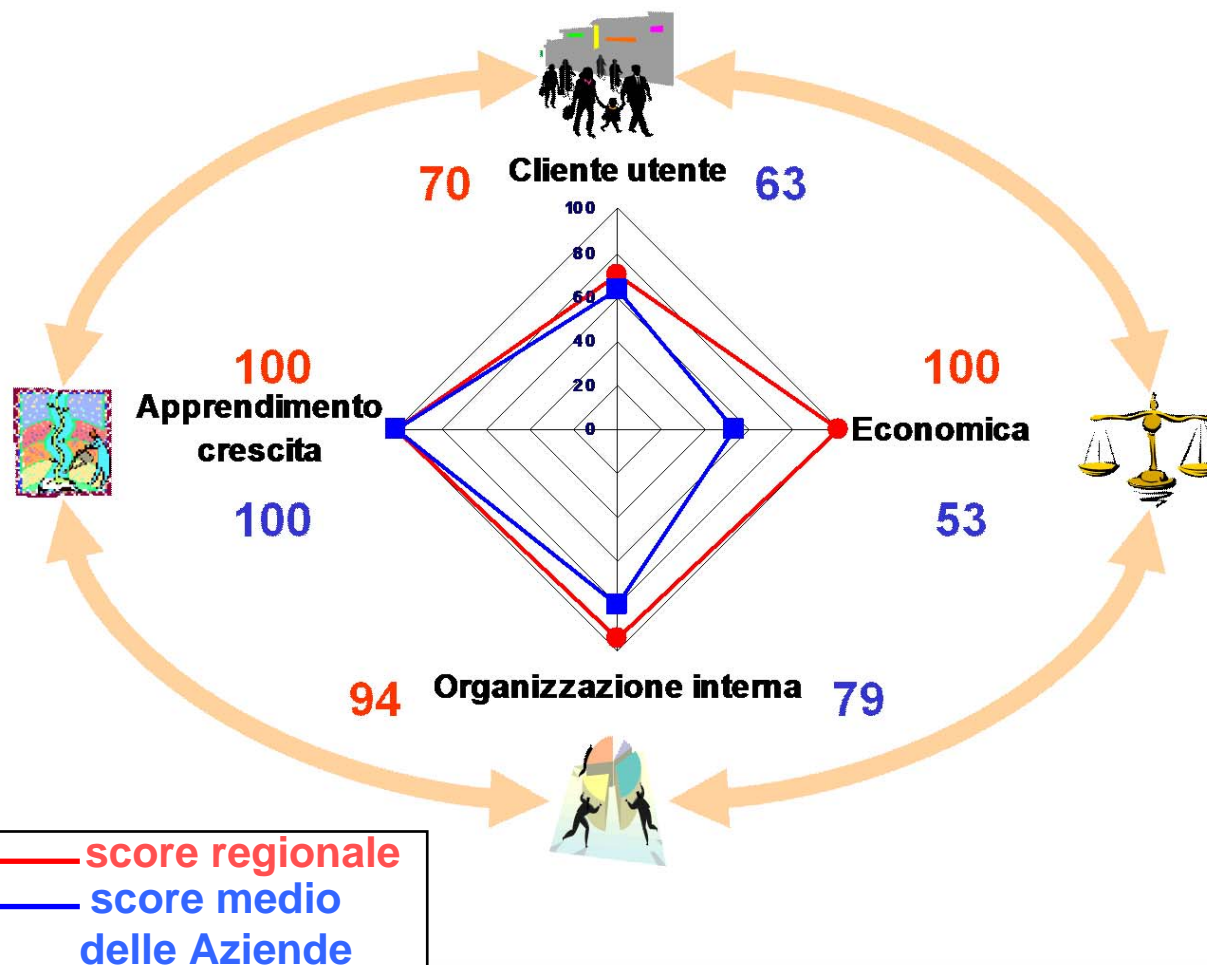 Cliente utente
70
63
100
80
60
40
20
0
100
Apprendimento
crescita
100
100
Economica
53
94
Organizzazione interna
79
score regionale
score medio
delle Aziende